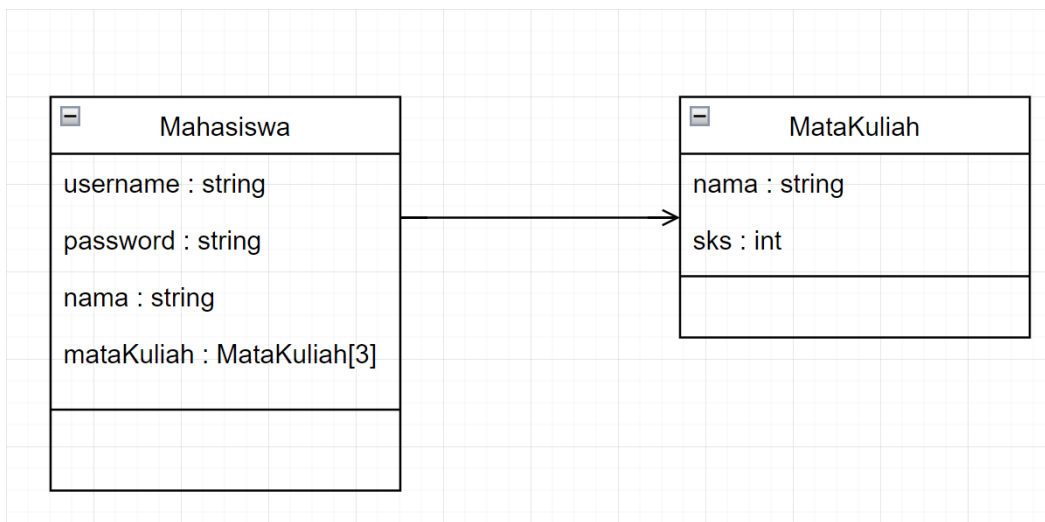 Mahasiswa
username : string
password : string
nama : string
mataKuliah : MataKuliah[3]
MataKuliah
nama : string
sks : int